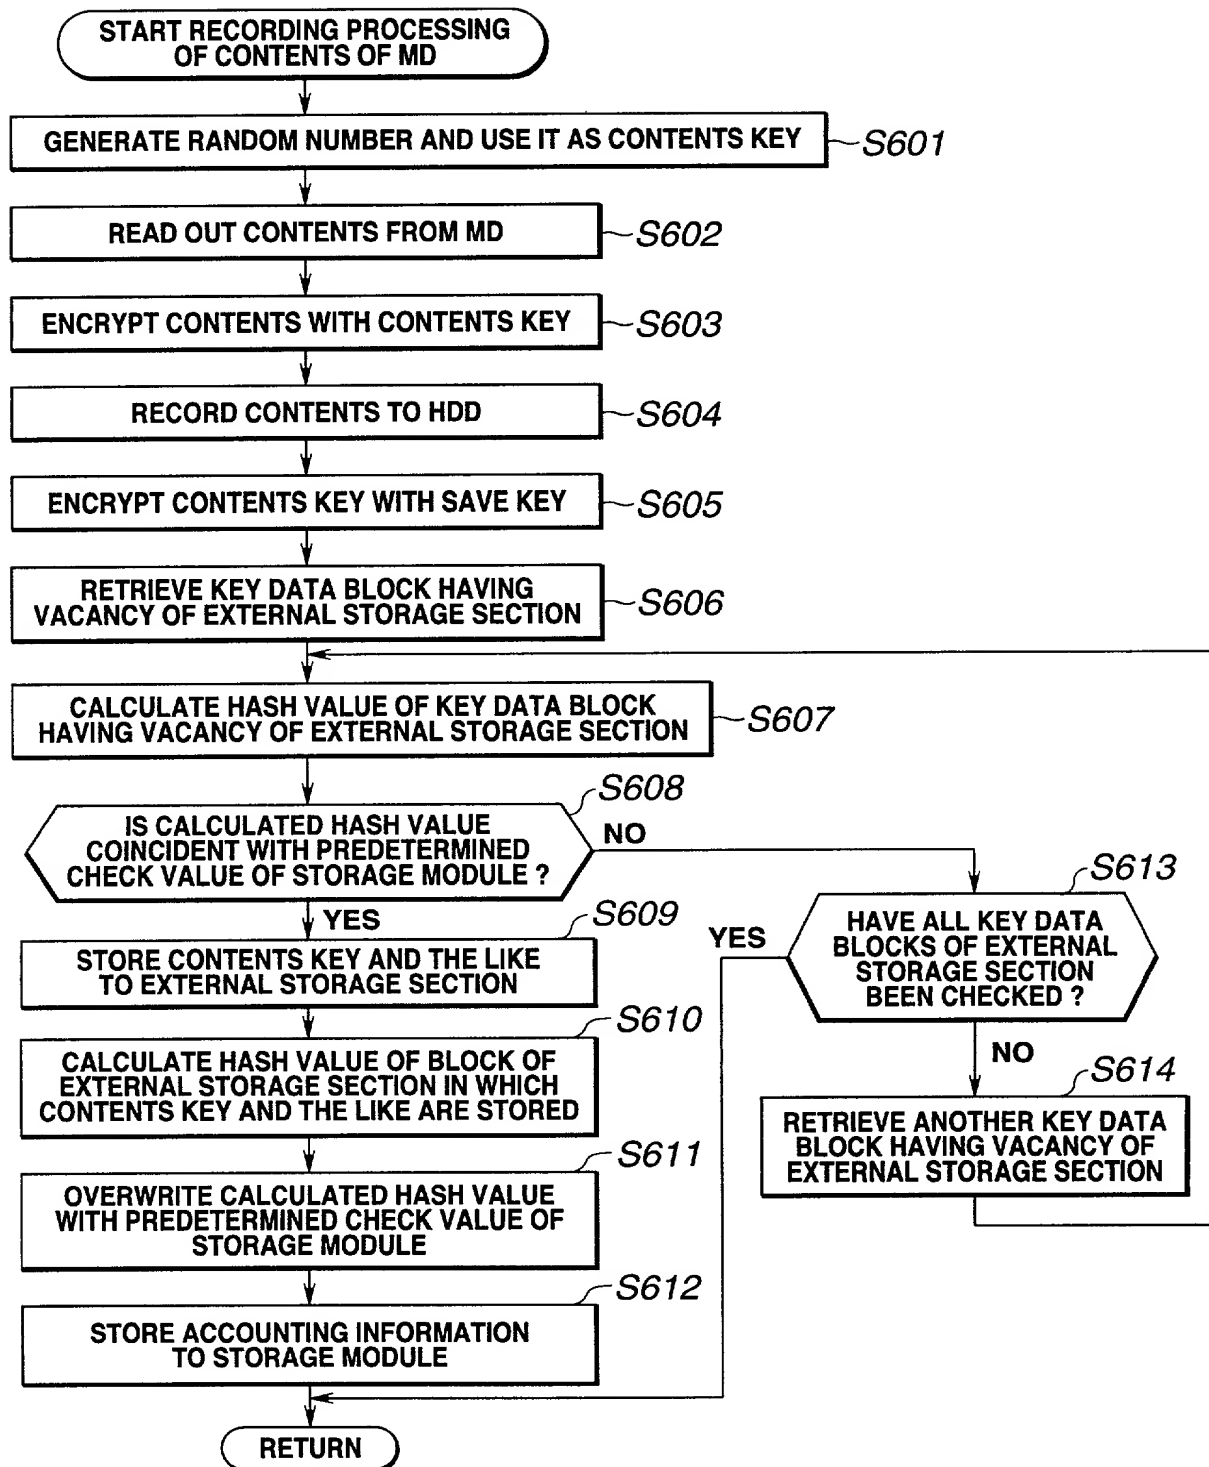 START RECORDING PROCESSING
OF CONTENTS OF MD
GENERATE RANDOM NUMBER AND USE IT AS CONTENTS KEY
S601
READ OUT CONTENTS FROM MD
S602
ENCRYPT CONTENTS WITH CONTENTS KEY
S603
RECORD CONTENTS TO HDD
S604
ENCRYPT CONTENTS KEY WITH SAVE KEY
S605
RETRIEVE KEY DATA BLOCK HAVING
VACANCY OF EXTERNAL STORAGE SECTION
S606
CALCULATE HASH VALUE OF KEY DATA BLOCK
HAVING VACANCY OF EXTERNAL STORAGE SECTION
S607
S608
IS CALCULATED HASH VALUE
COINCIDENT WITH PREDETERMINED
CHECK VALUE OF STORAGE MODULE ?
NO
YES
S609
STORE CONTENTS KEY AND THE LIKE
TO EXTERNAL STORAGE SECTION
S610
CALCULATE HASH VALUE OF BLOCK OF
EXTERNAL STORAGE SECTION IN WHICH
CONTENTS KEY AND THE LIKE ARE STORED
S611
OVERWRITE CALCULATED HASH VALUE
WITH PREDETERMINED CHECK VALUE OF
STORAGE MODULE
S612
STORE ACCOUNTING INFORMATION
TO STORAGE MODULE
RETURN
S613
HAVE ALL KEY DATA
BLOCKS OF EXTERNAL
STORAGE SECTION
BEEN CHECKED ?
YES
NO
S614
RETRIEVE ANOTHER KEY DATA
BLOCK HAVING VACANCY OF
EXTERNAL STORAGE SECTION